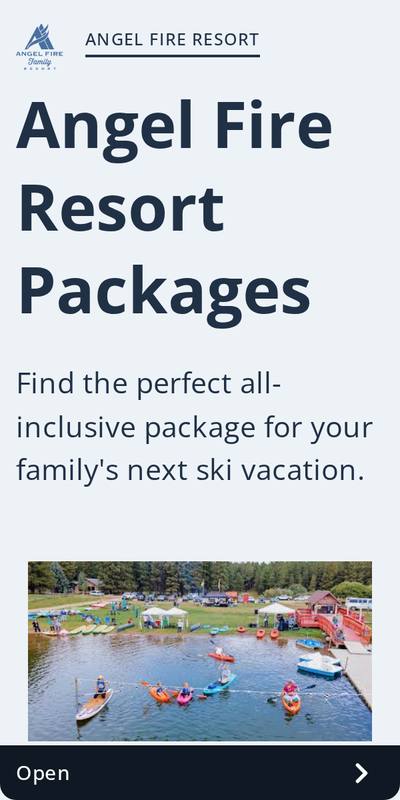 ANGEL FIRE
Family
RESORT
ANGEL FIRE RESORT
Angel Fire
Resort
Packages
Find the perfect all-
inclusive package for your
family's next ski vacation.
Open